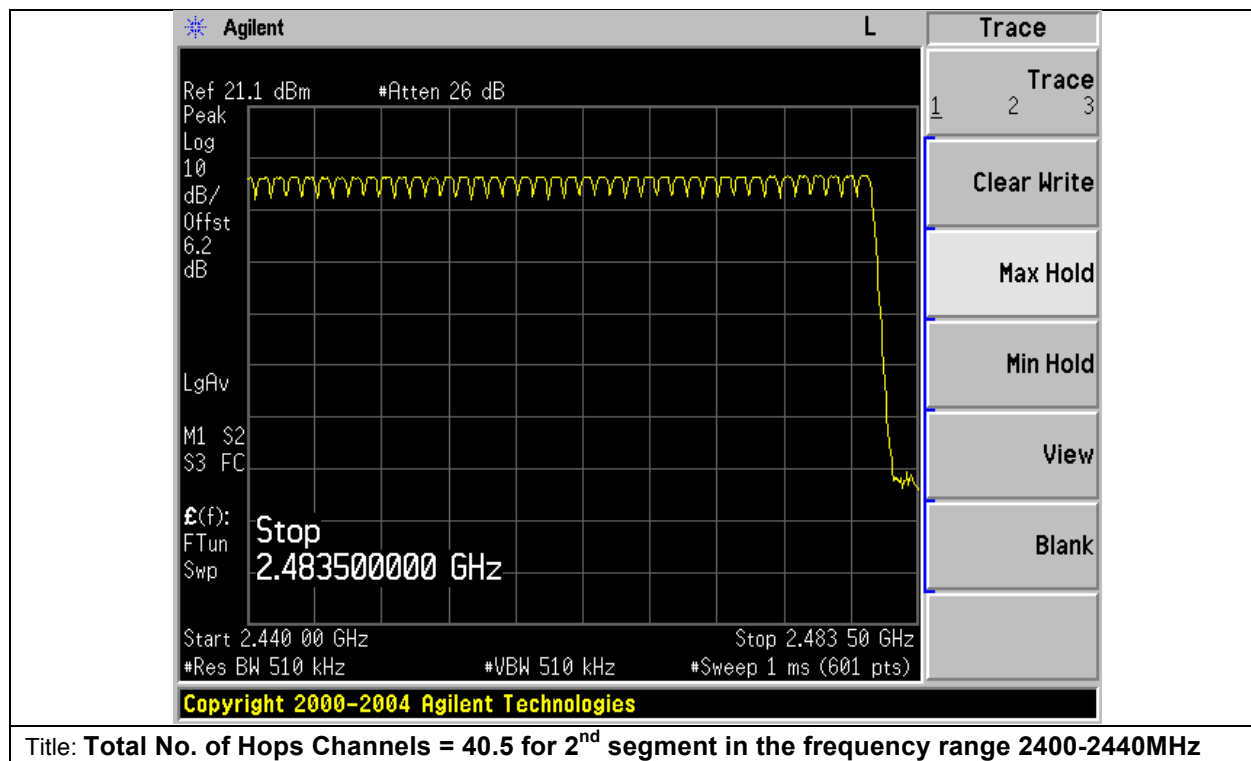 Agilent L Trace
Ref 21.1 dBm #Atten 26 dB
Peak
Log
10
dB/
Offst
6.2
dB
LgAv
M1 S2
S3 FC
£(f):
FTun
Swp
Stop
2.483500000 GHz
Start 2.440 00 GHz Stop 2.483 50 GHz
#Res BW 510 kHz #VBW 510 kHz #Sweep 1 ms (601 pts)
Copyright 2000-2004 Agilent Technologies
Trace
1 2 3
Clear Write
Max Hold
Min Hold
View
Blank
Title: Total No. of Hops Channels = 40.5 for 2nd segment in the frequency range 2400-2440MHz